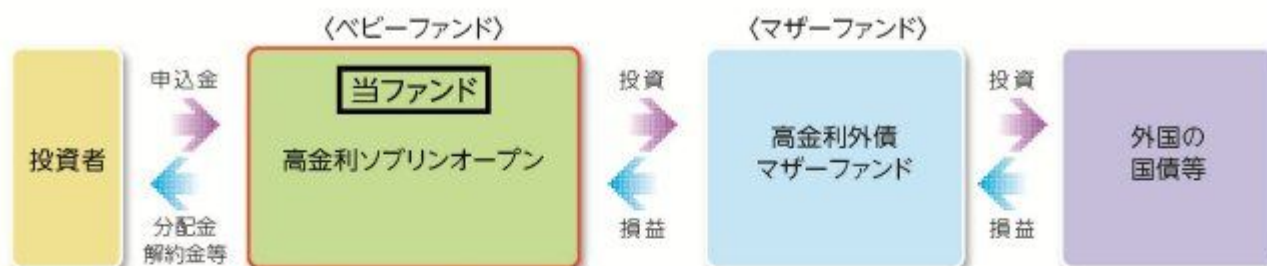 〈ベビーファンド〉
〈マザーファンド〉
投資者
申込金
分配金
解約金等
当ファンド
高金利ソブリンオープン
投資
損益
高金利外債
マザーファンド
投資
損益
外国の
国債等